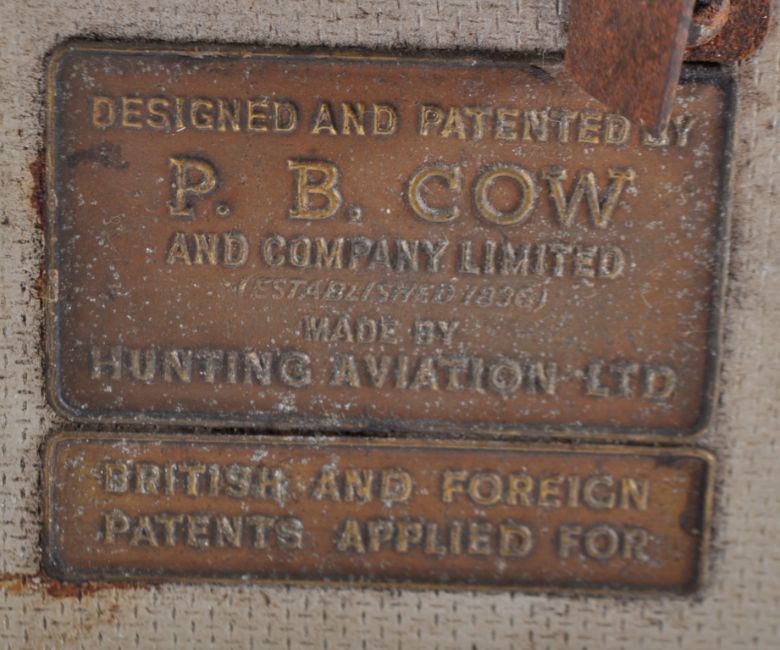 DESIGNED AND PATENTED BY
P. B. COW
AND COMPANY LIMITED
(ESTABLISHED 1836)
MADE BY
HUNTING AVIATION LTD
BRITISH AND FOREIGN
PATENTS APPLIED FOR